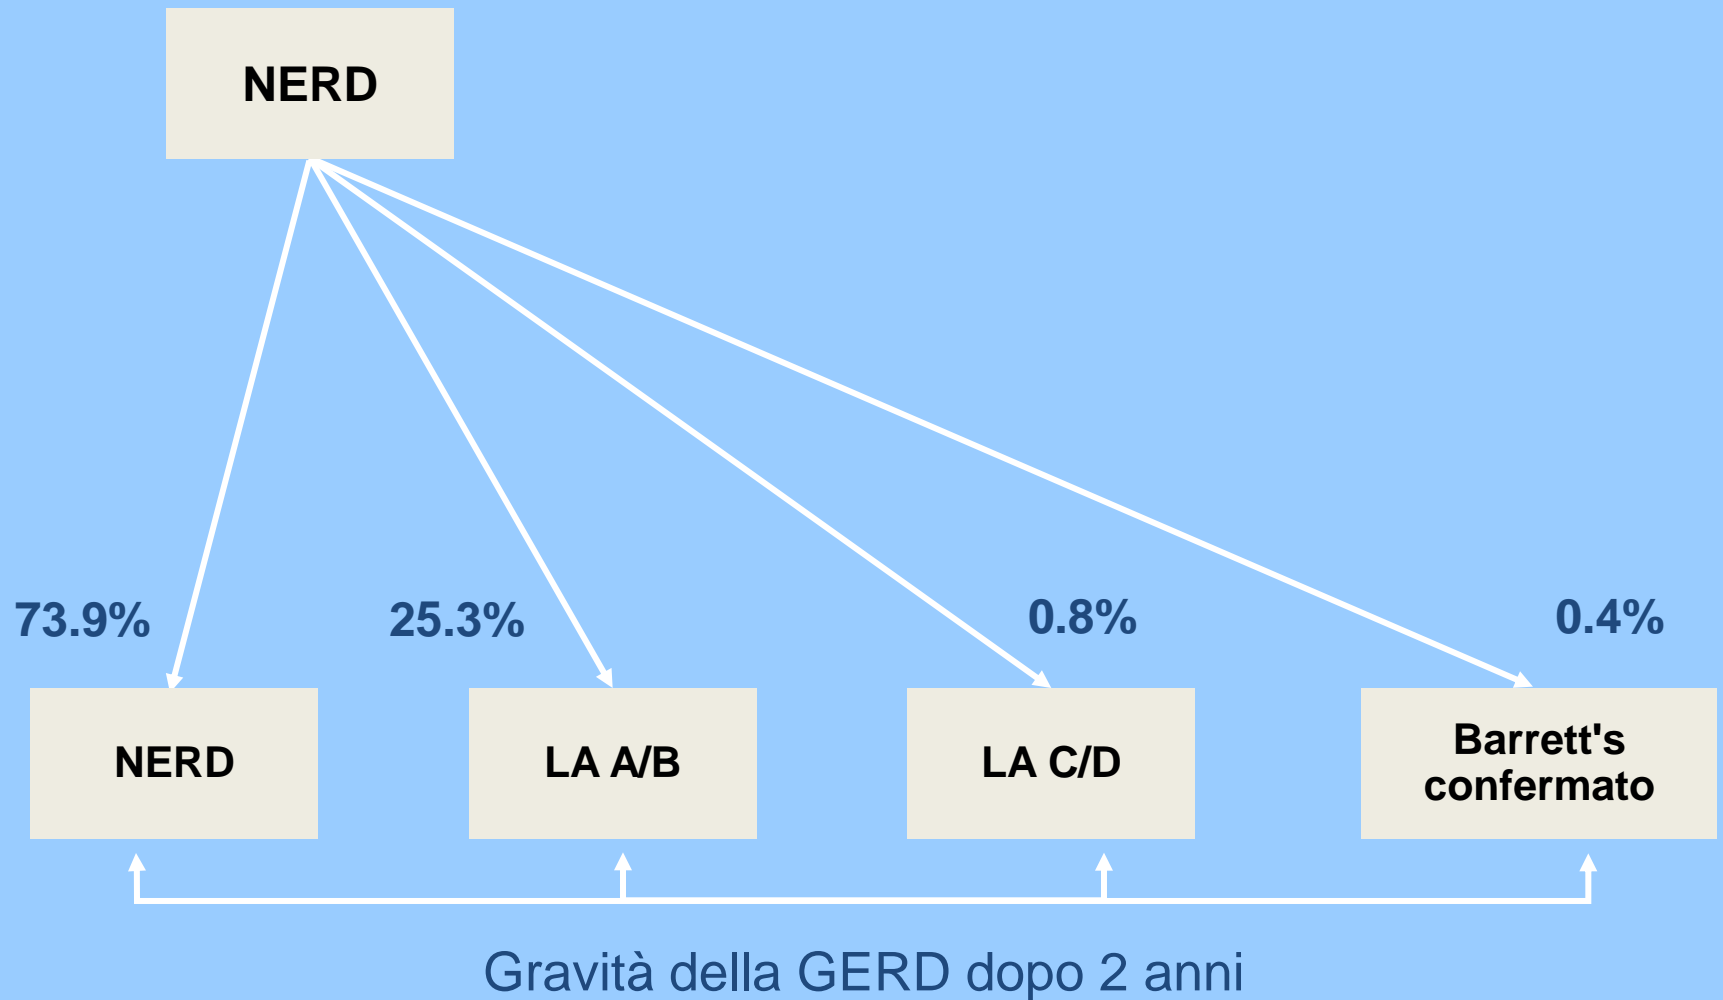 NERD
73.9%
25.3%
0.8%
0.4%
NERD
LA A/B
LA C/D
Barrett's
confermato
Gravità della GERD dopo 2 anni